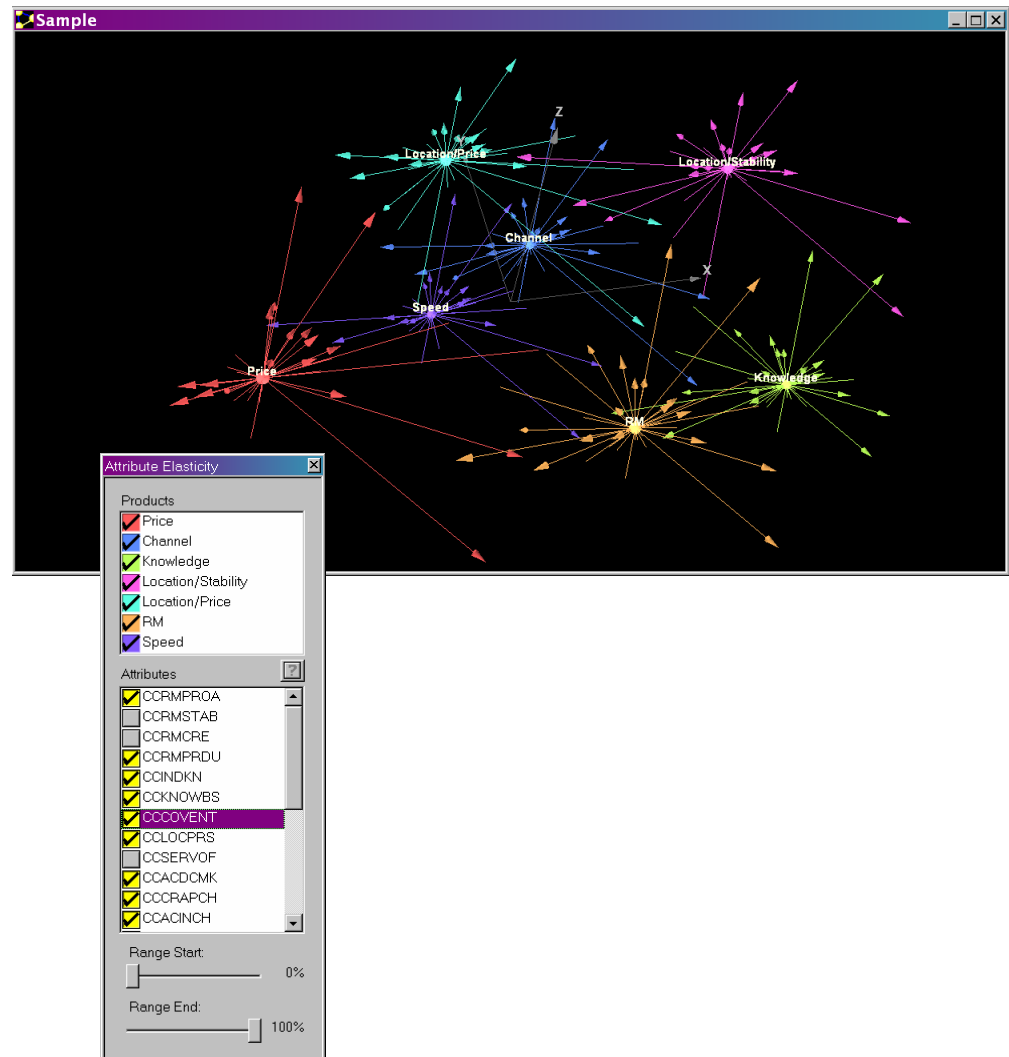 Sample
Z
Y
Location/Price
Location/Stability
Channel
X
Speed
Price
Knowledge
RM
Attribute Elasticity
Products
Price
Channel
Knowledge
Location/Stability
Location/Price
RM
Speed
Attributes
?
CCRMPROA
CCRMSTAB
CCRMCRE
CCRMPRDU
CCINDKN
CCKNOWBS
CCCOVENT
CCLOCPRS
CCSERVOF
CCACDCMK
CCCRAPCH
CCACINCH
Range Start:
0%
Range End:
100%